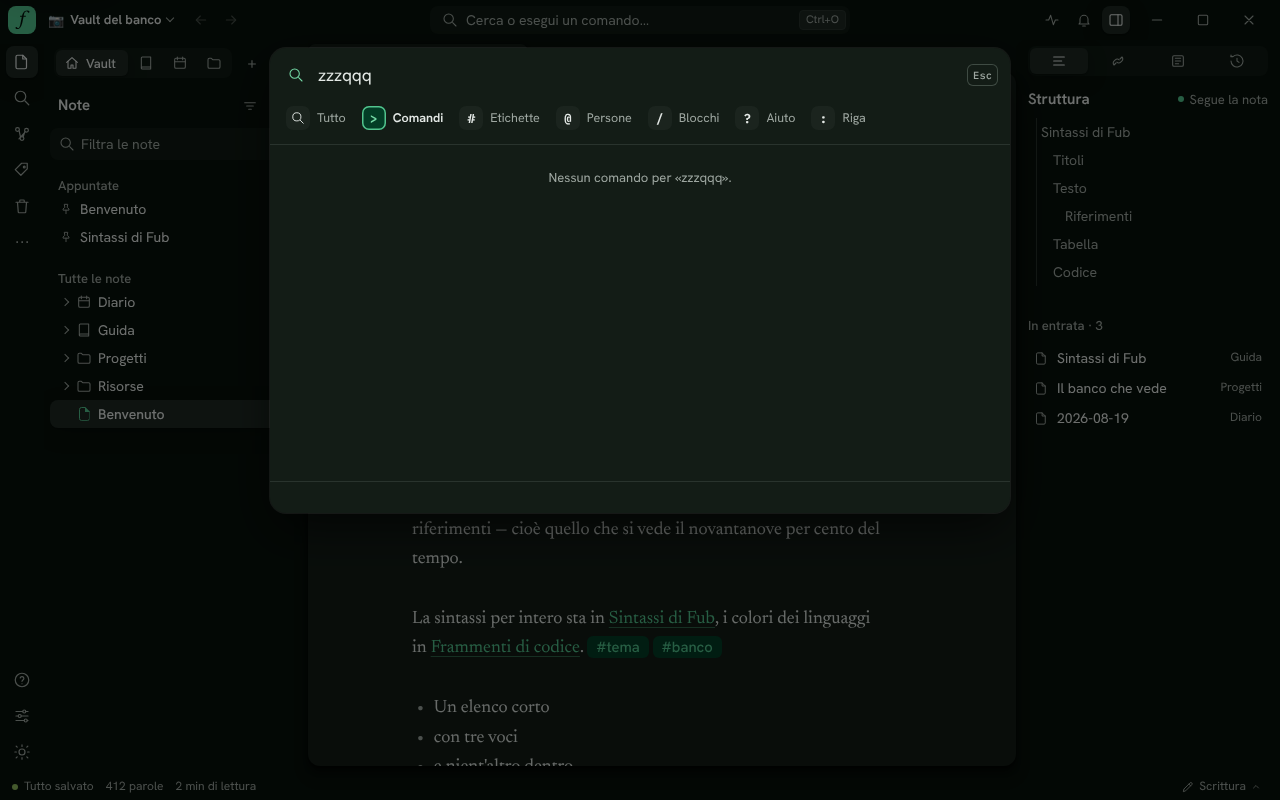 f Vault del banco
Cerca o esegui un comando... Ctrl+O
Vault
zzzqqq Esc
Tutto > Comandi # Etichette @ Persone / Blocchi ? Aiuto : Riga
Nessun comando per «zzzqqq».
Note
Filtra le note
Appuntate
Benvenuto
Sintassi di Fub
Tutte le note
Diario
Guida
Progetti
Risorse
Benvenuto
riferimenti — cioè quello che si vede il novantanove per cento del
tempo.
La sintassi per intero sta in Sintassi di Fub, i colori dei linguaggi
in Frammenti di codice. #tema #banco
• Un elenco corto
• con tre voci
• e nient'altro dentro
Struttura Segue la nota
Sintassi di Fub
Titoli
Testo
Riferimenti
Tabella
Codice
In entrata · 3
Sintassi di Fub Guida
Il banco che vede Progetti
2026-08-19 Diario
Tutto salvato 412 parole 2 min di lettura
Scrittura